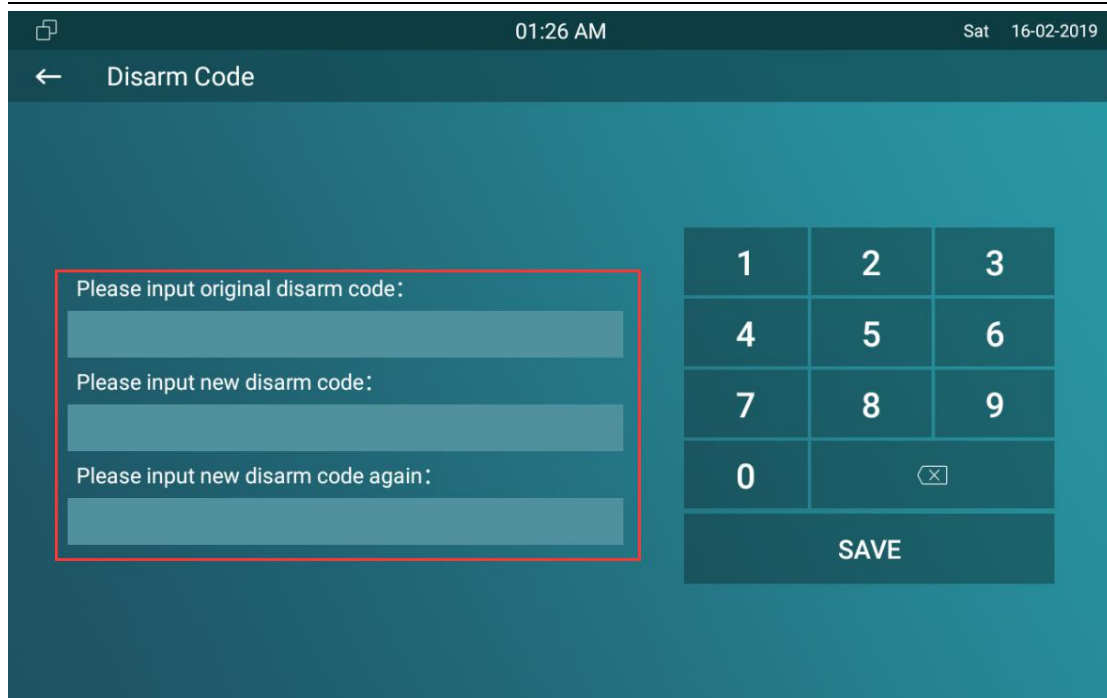 01:26 AM
Sat 16-02-2019
Disarm Code
Please input original disarm code:
Please input new disarm code:
Please input new disarm code again:
1 2 3
4 5 6
7 8 9
0
SAVE